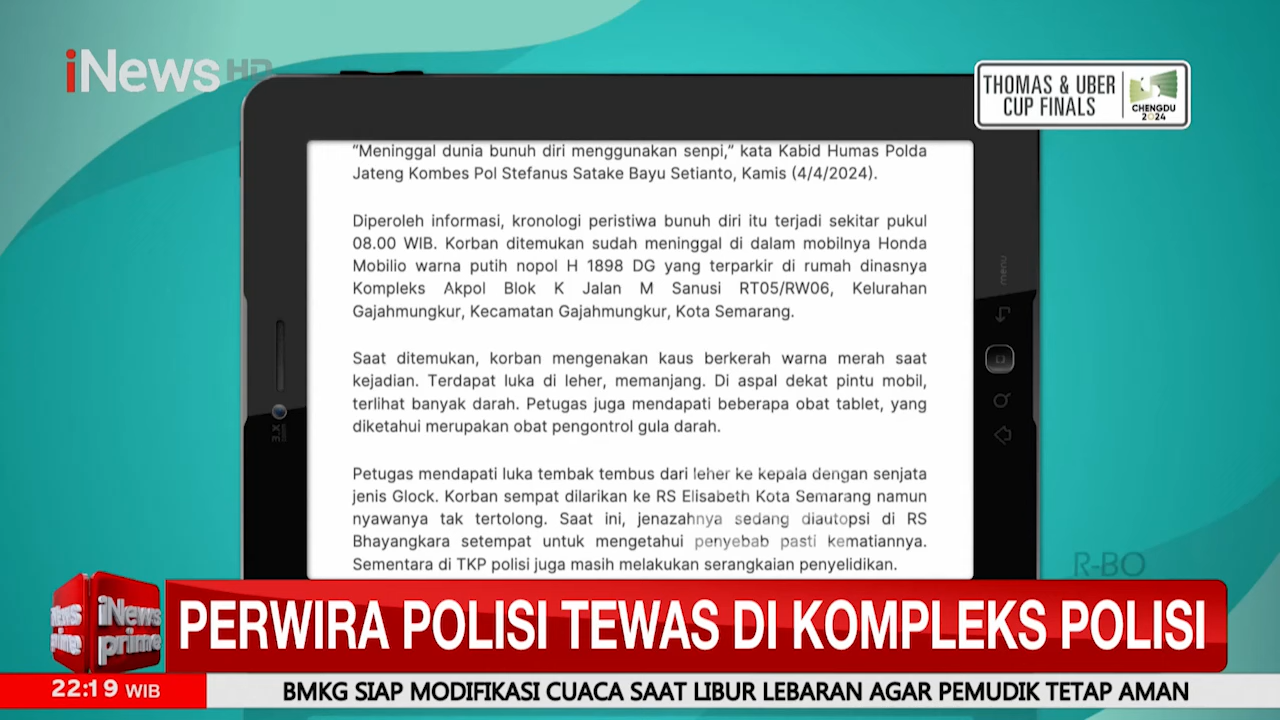 iNews HD
THOMAS & UBER
CUP FINALS
CHENGDU
2024
“Meninggal dunia bunuh diri menggunakan senpi,” kata Kabid Humas Polda
Jateng Kombes Pol Stefanus Satake Bayu Setianto, Kamis (4/4/2024).
Diperoleh informasi, kronologi peristiwa bunuh diri itu terjadi sekitar pukul
08.00 WIB. Korban ditemukan sudah meninggal di dalam mobilnya Honda
Mobilio warna putih nopol H 1898 DG yang terparkir di rumah dinasnya
Kompleks Akpol Blok K Jalan M Sanusi RT05/RW06, Kelurahan
Gajahmungkur, Kecamatan Gajahmungkur, Kota Semarang.
Saat ditemukan, korban mengenakan kaus berkerah warna merah saat
kejadian. Terdapat luka di leher, memanjang. Di aspal dekat pintu mobil,
terlihat banyak darah. Petugas juga mendapati beberapa obat tablet, yang
diketahui merupakan obat pengontrol gula darah.
Petugas mendapati luka tembak tembus dari leher ke kepala dengan senjata
jenis Glock. Korban sempat dilarikan ke RS Elisabeth Kota Semarang namun
nyawanya tak tertolong. Saat ini, jenazahnya sedang diautopsi di RS
Bhayangkara setempat untuk mengetahui penyebab pasti kematiannya.
Sementara di TKP polisi juga masih melakukan serangkaian penyelidikan.
menu
R-BO
iNews
prime
PERWIRA POLISI TEWAS DI KOMPLEKS POLISI
22:19 WIB
BMKG SIAP MODIFIKASI CUACA SAAT LIBUR LEBARAN AGAR PEMUDIK TETAP AMAN